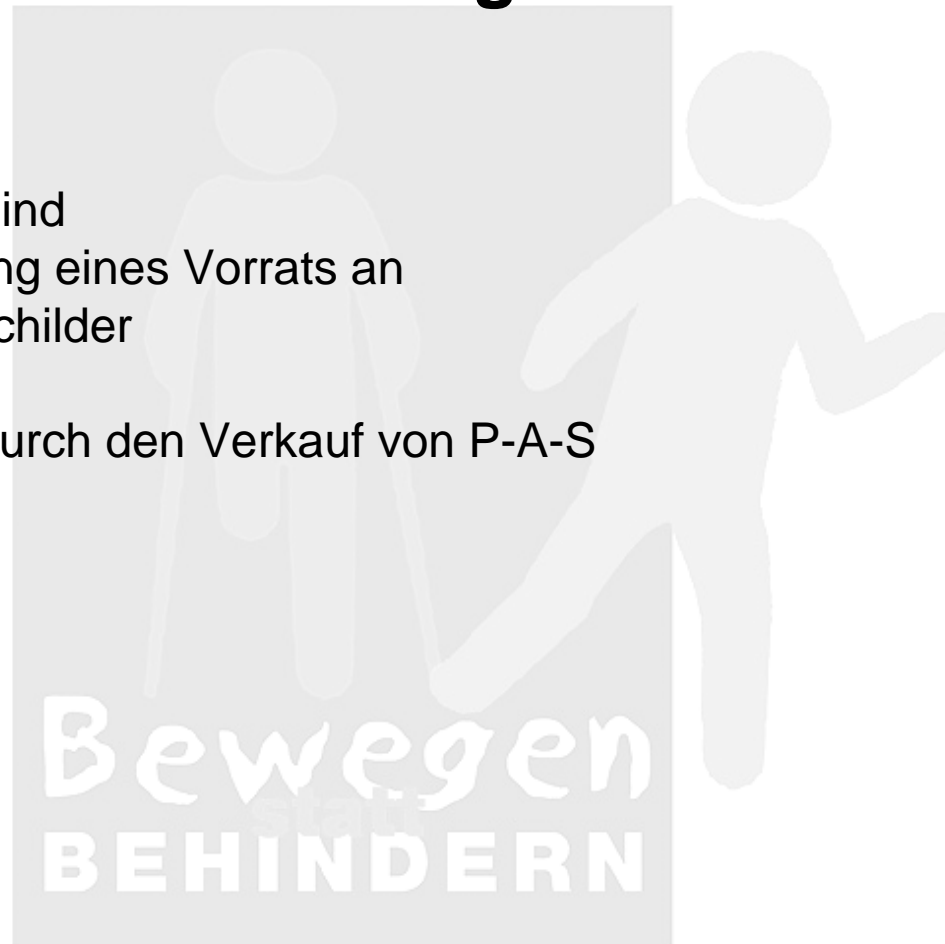 ind
ng eines Vorrats an
childer
urch den Verkauf von P-A-S
Bewegen
statt
BEHINDERN